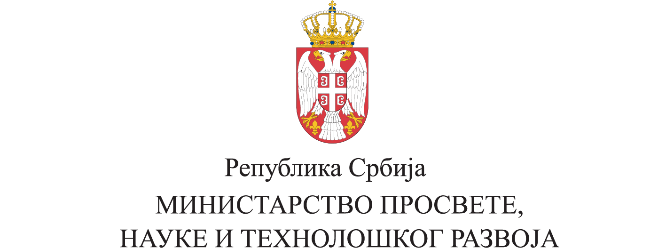 Република Србија
МИНИСТАРСТВО ПРОСВЕТЕ,
НАУКЕ И ТЕХНОЛОШКОГ РАЗВОЈА